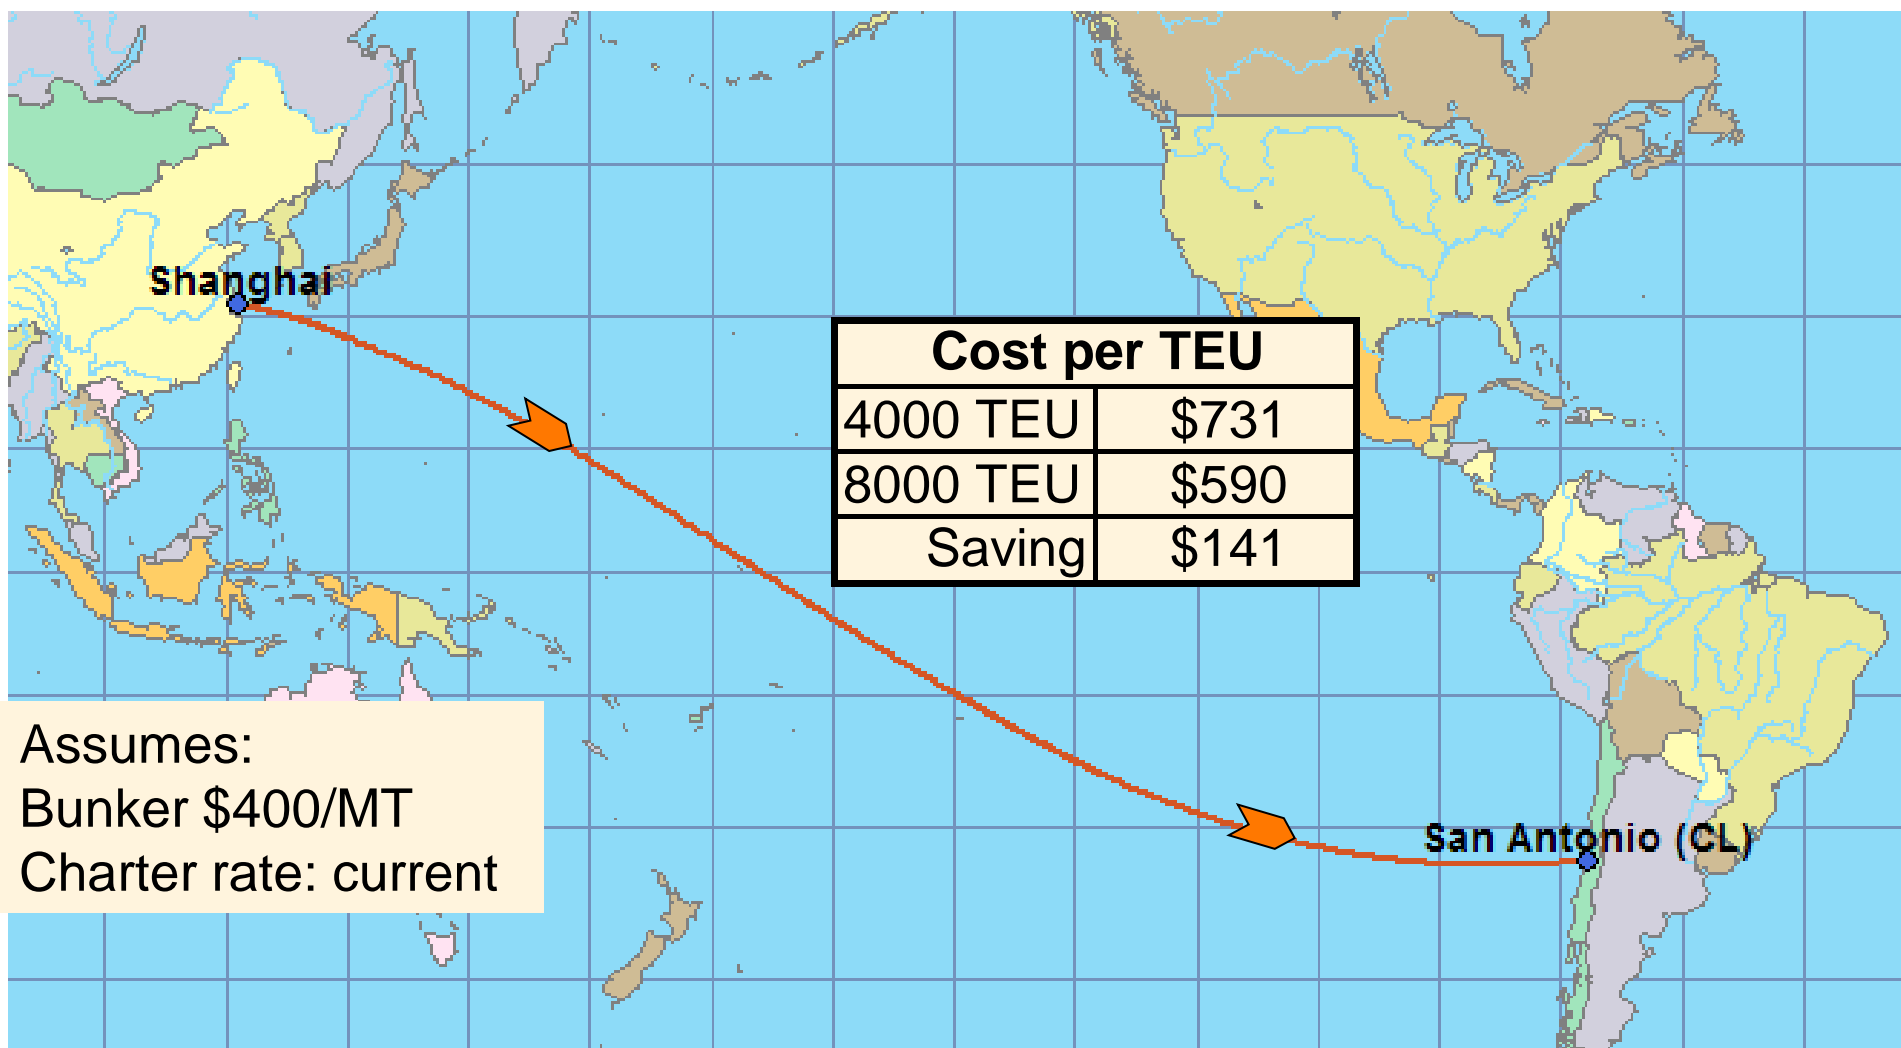 Shanghai
Cost per TEU
4000 TEU $731
8000 TEU $590
Saving $141
Assumes:
Bunker $400/MT
Charter rate: current
San Antonio (CL)